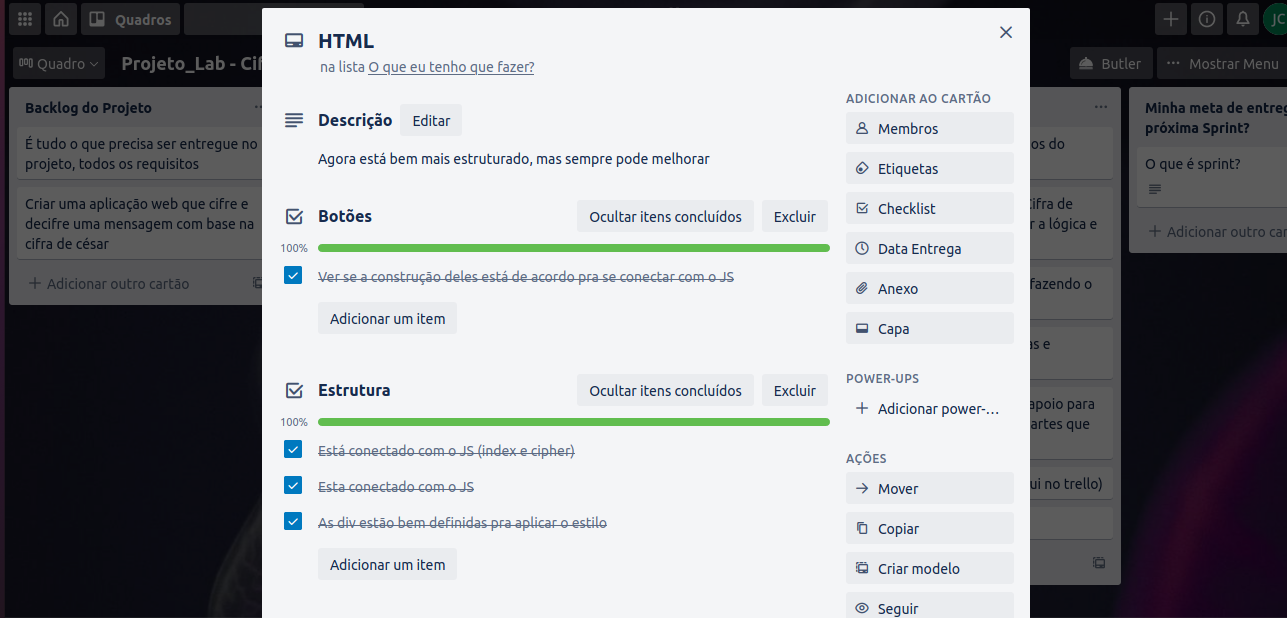 Quadros
JC
Quadro
Projeto_Lab - Cif
Butler
Mostrar Menu
Backlog do Projeto
É tudo o que precisa ser entregue no
projeto, todos os requisitos
Criar uma aplicação web que cifre e
decifre uma mensagem com base na
cifra de césar
Adicionar outro cartão
HTML
na lista O que eu tenho que fazer?
Descrição
Editar
Agora está bem mais estruturado, mas sempre pode melhorar
Botões
Ocultar itens concluídos
Excluir
100%
Ver se a construção deles está de acordo pra se conectar com o JS
Adicionar um item
Estrutura
Ocultar itens concluídos
Excluir
100%
Está conectado com o JS (index e cipher)
Esta conectado com o JS
As div estão bem definidas pra aplicar o estilo
Adicionar um item
ADICIONAR AO CARTÃO
Membros
Etiquetas
Checklist
Data Entrega
Anexo
Capa
POWER-UPS
Adicionar power-...
AÇÕES
Mover
Copiar
Criar modelo
Seguir
os do
Cifra de
r a lógica e
fazendo o
as e
apoio para
artes que
ui no trello)
Minha meta de entreg
próxima Sprint?
O que é sprint?
Adicionar outro car